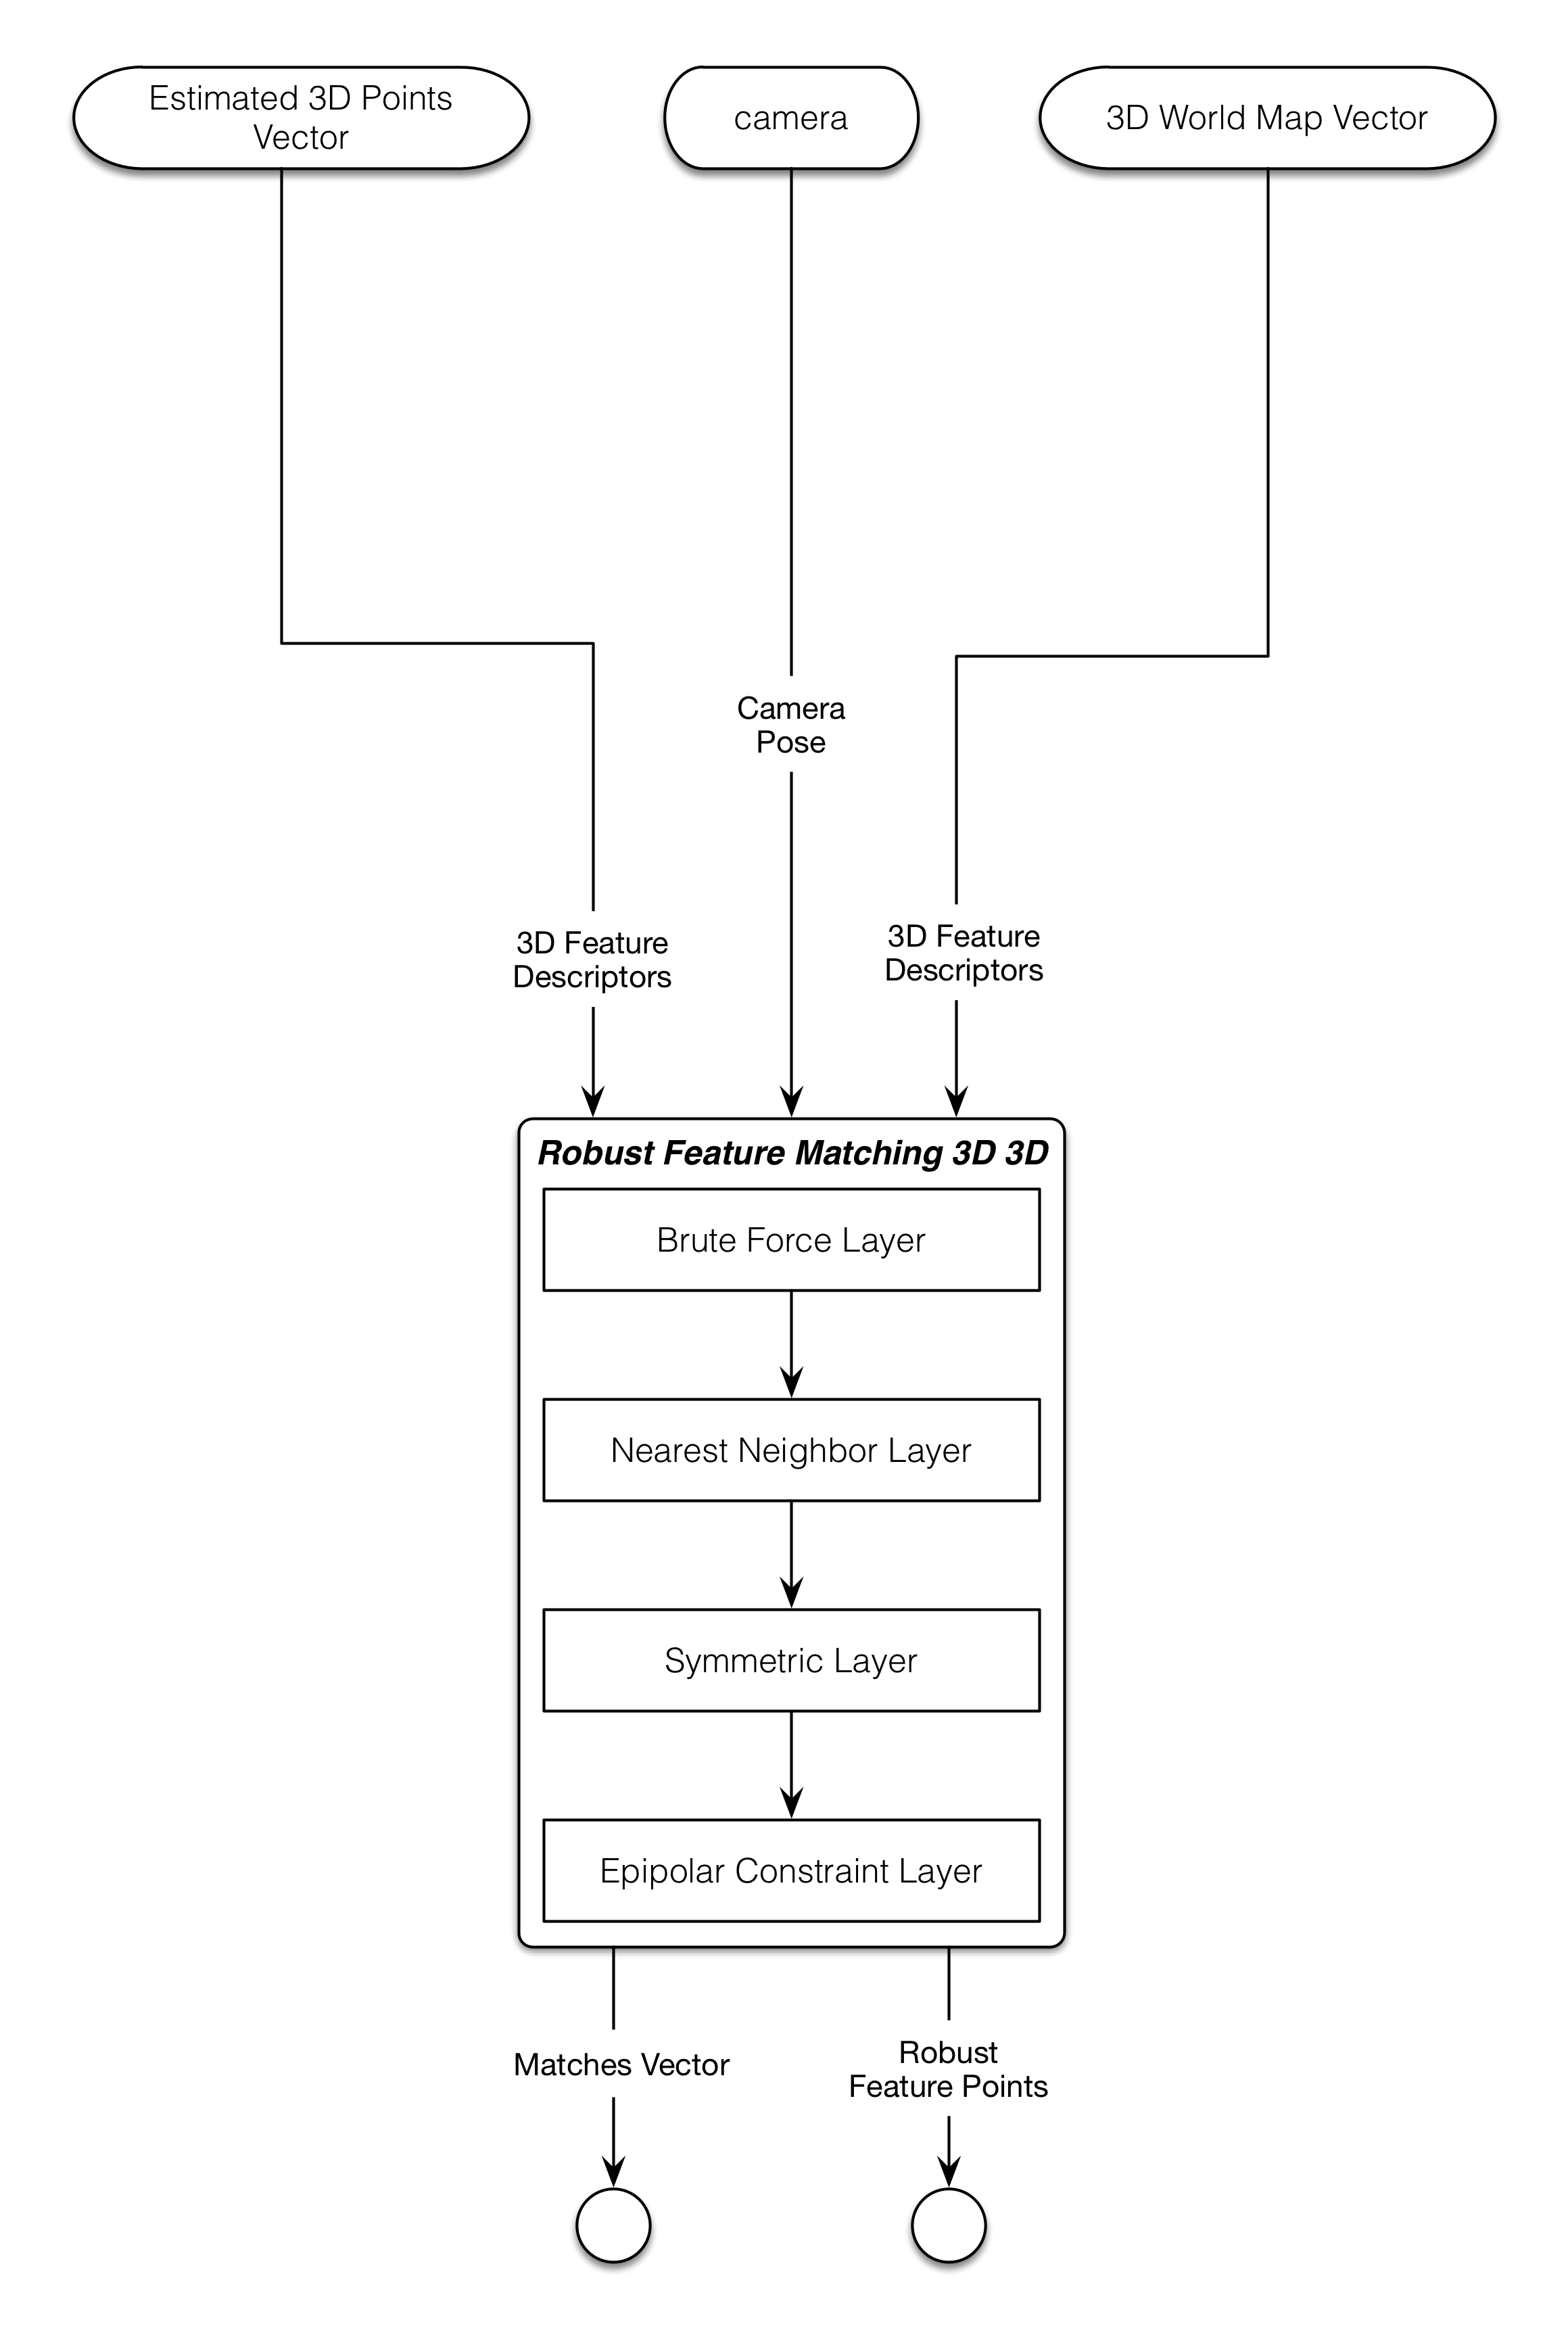 Estimated 3D Points
Vector
camera
3D World Map Vector
Camera
Pose
3D Feature
Descriptors
3D Feature
Descriptors
Robust Feature Matching 3D 3D
Brute Force Layer
Nearest Neighbor Layer
Symmetric Layer
Epipolar Constraint Layer
Matches Vector
Robust
Feature Points